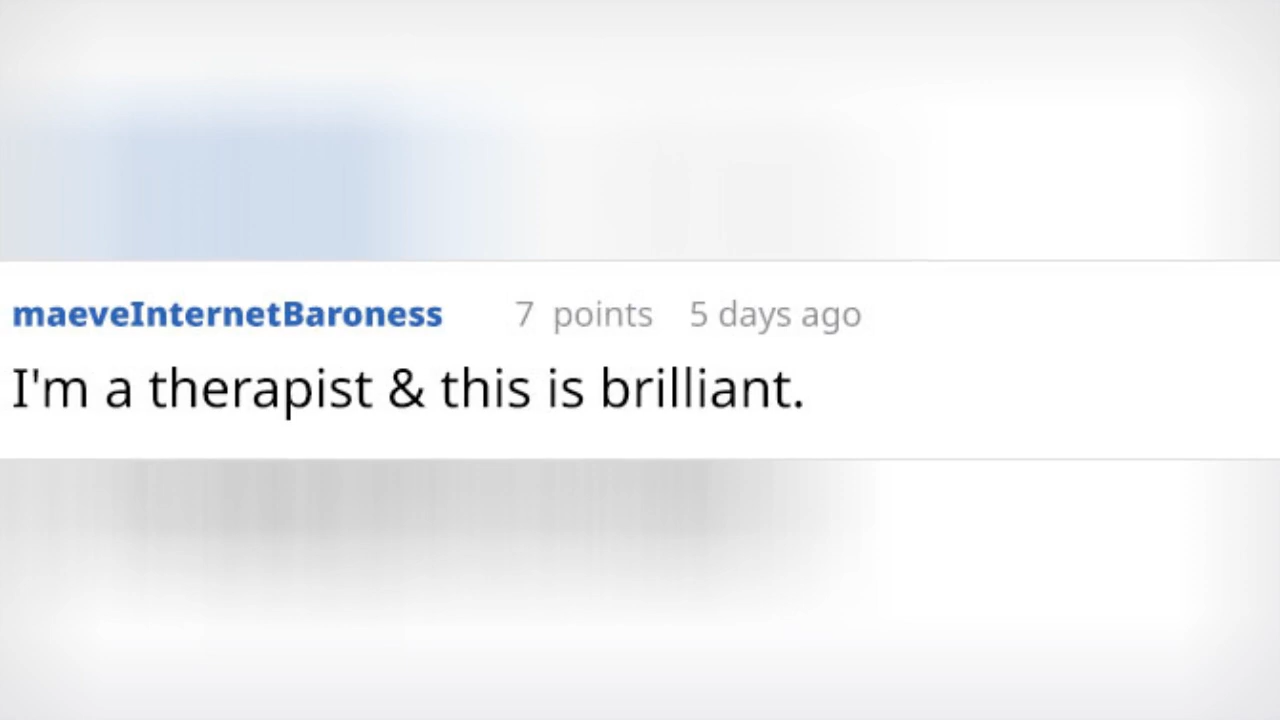 maeveInternetBaroness 7 points 5 days ago
I'm a therapist & this is brilliant.